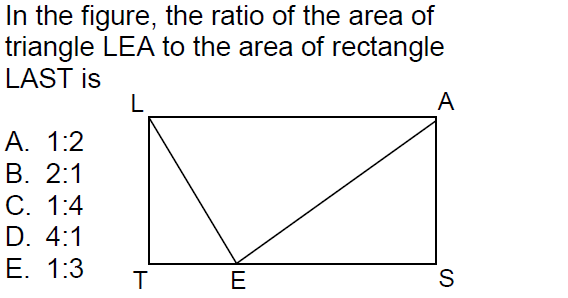 In the figure, the ratio of the area of
triangle LEA to the area of rectangle
LAST is
L A
A. 1:2
B. 2:1
C. 1:4
D. 4:1
E. 1:3
T E S